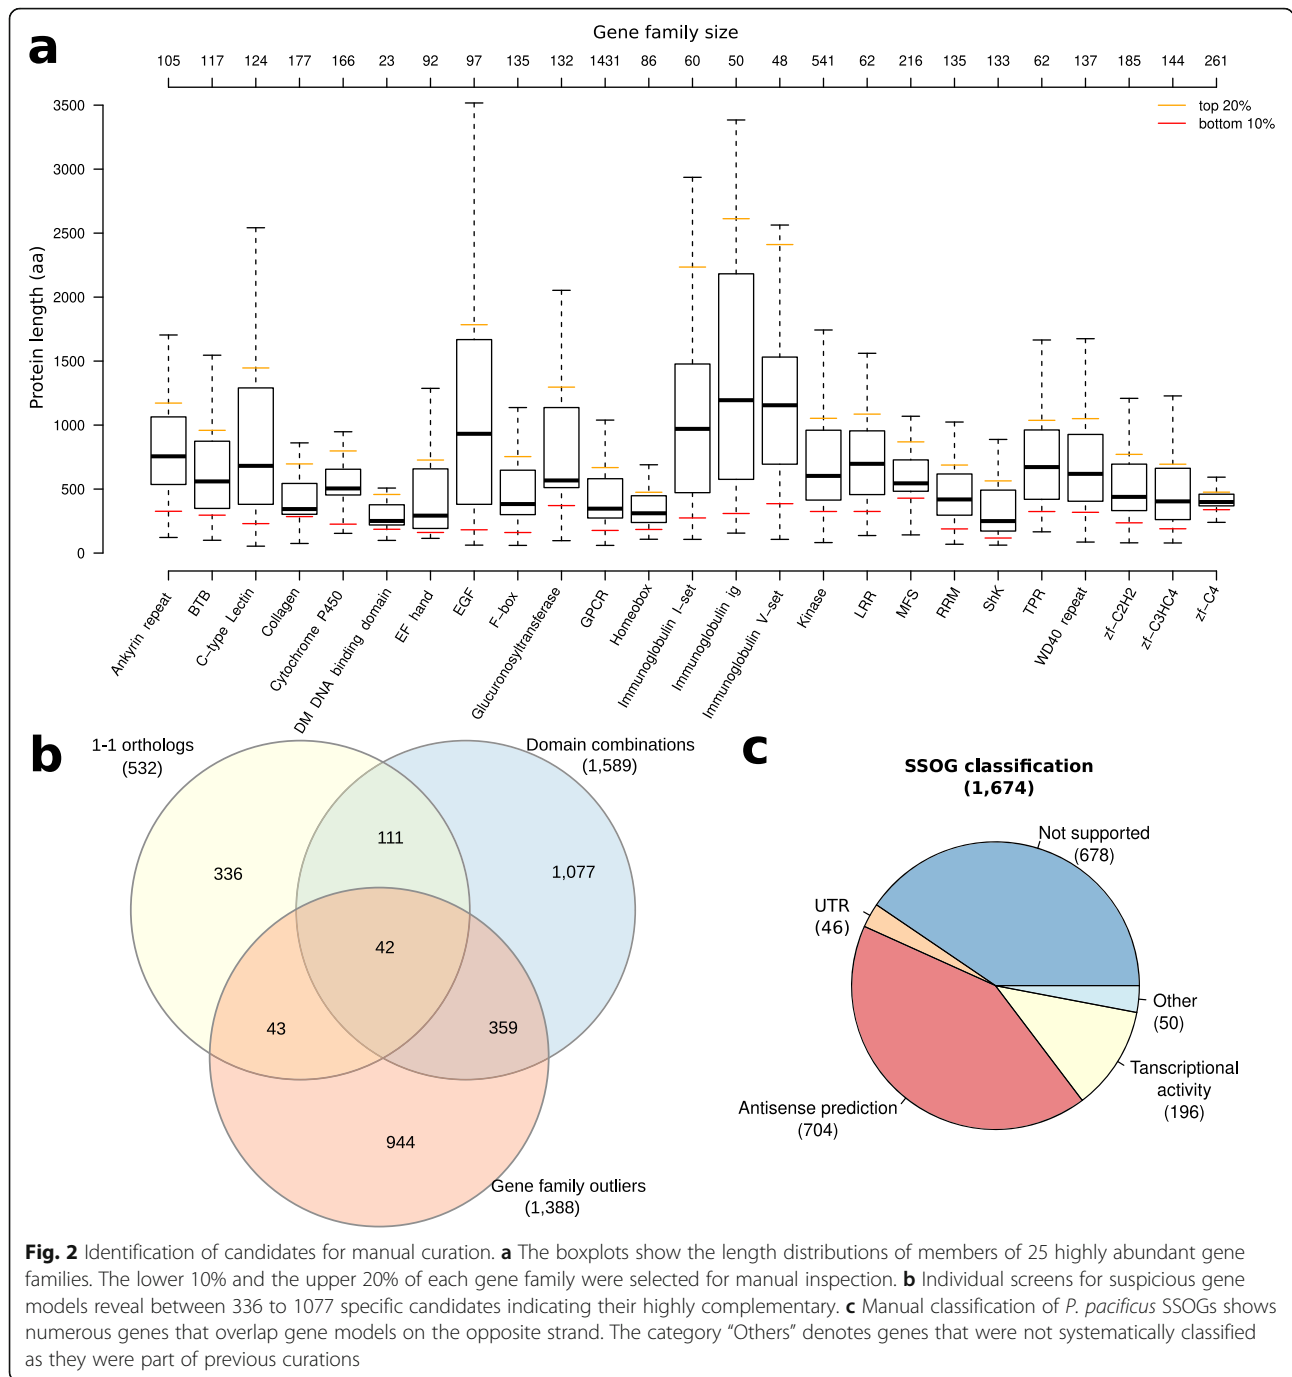 a
Gene family size
105 117 124 177 166 23 92 97 135 132 1431 86 60 50 48 541 62 216 135 133 62 137 185 144 261
top 20%
bottom 10%
Protein length (aa)
3500
3000
2500
2000
1500
1000
500
0
Ankyrin repeat
BTB
C−type Lectin
Collagen
Cytochrome P450
DM DNA binding domain
EF hand
EGF
F−box
Glucuronosyltransferase
GPCR
Homeobox
Immunoglobulin I−set
Immunoglobulin ig
Immunoglobulin V−set
Kinase
LRR
MFS
RRM
ShK
TPR
WD40 repeat
zf−C2H2
zf−C3HC4
zf−C4
b
1-1 orthologs
(532)
Domain combinations
(1,589)
111
336
1,077
42
43
359
944
Gene family outliers
(1,388)
c
SSOG classification
(1,674)
Not supported
(678)
UTR
(46)
Other
(50)
Tanscriptional
activity
(196)
Antisense prediction
(704)
Fig. 2 Identification of candidates for manual curation. a The boxplots show the length distributions of members of 25 highly abundant gene
families. The lower 10% and the upper 20% of each gene family were selected for manual inspection. b Individual screens for suspicious gene
models reveal between 336 to 1077 specific candidates indicating their highly complementary. c Manual classification of P. pacificus SSOGs shows
numerous genes that overlap gene models on the opposite strand. The category “Others” denotes genes that were not systematically classified
as they were part of previous curations